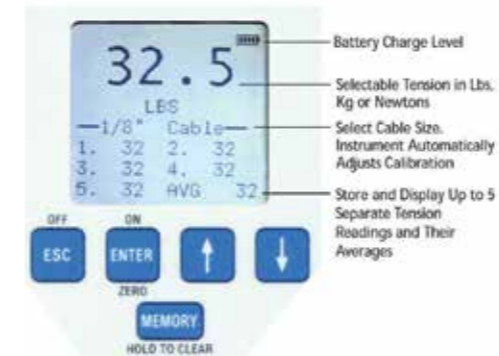 32.5
LBS
1/8" Cable
1. 32 2. 32
3. 32 4. 32
5. 32 AVG 32
Battery Charge Level
Selectable Tension in Lbs.
Kg or Newtons
Select Cable Size.
Instrument Automatically
Adjusts Calibration
Store and Display Up to 5
Separate Tension
Readings and Their
Averages
OFF
ON
ESC
ENTER
ZERO
MEMORY
HOLD TO CLEAR